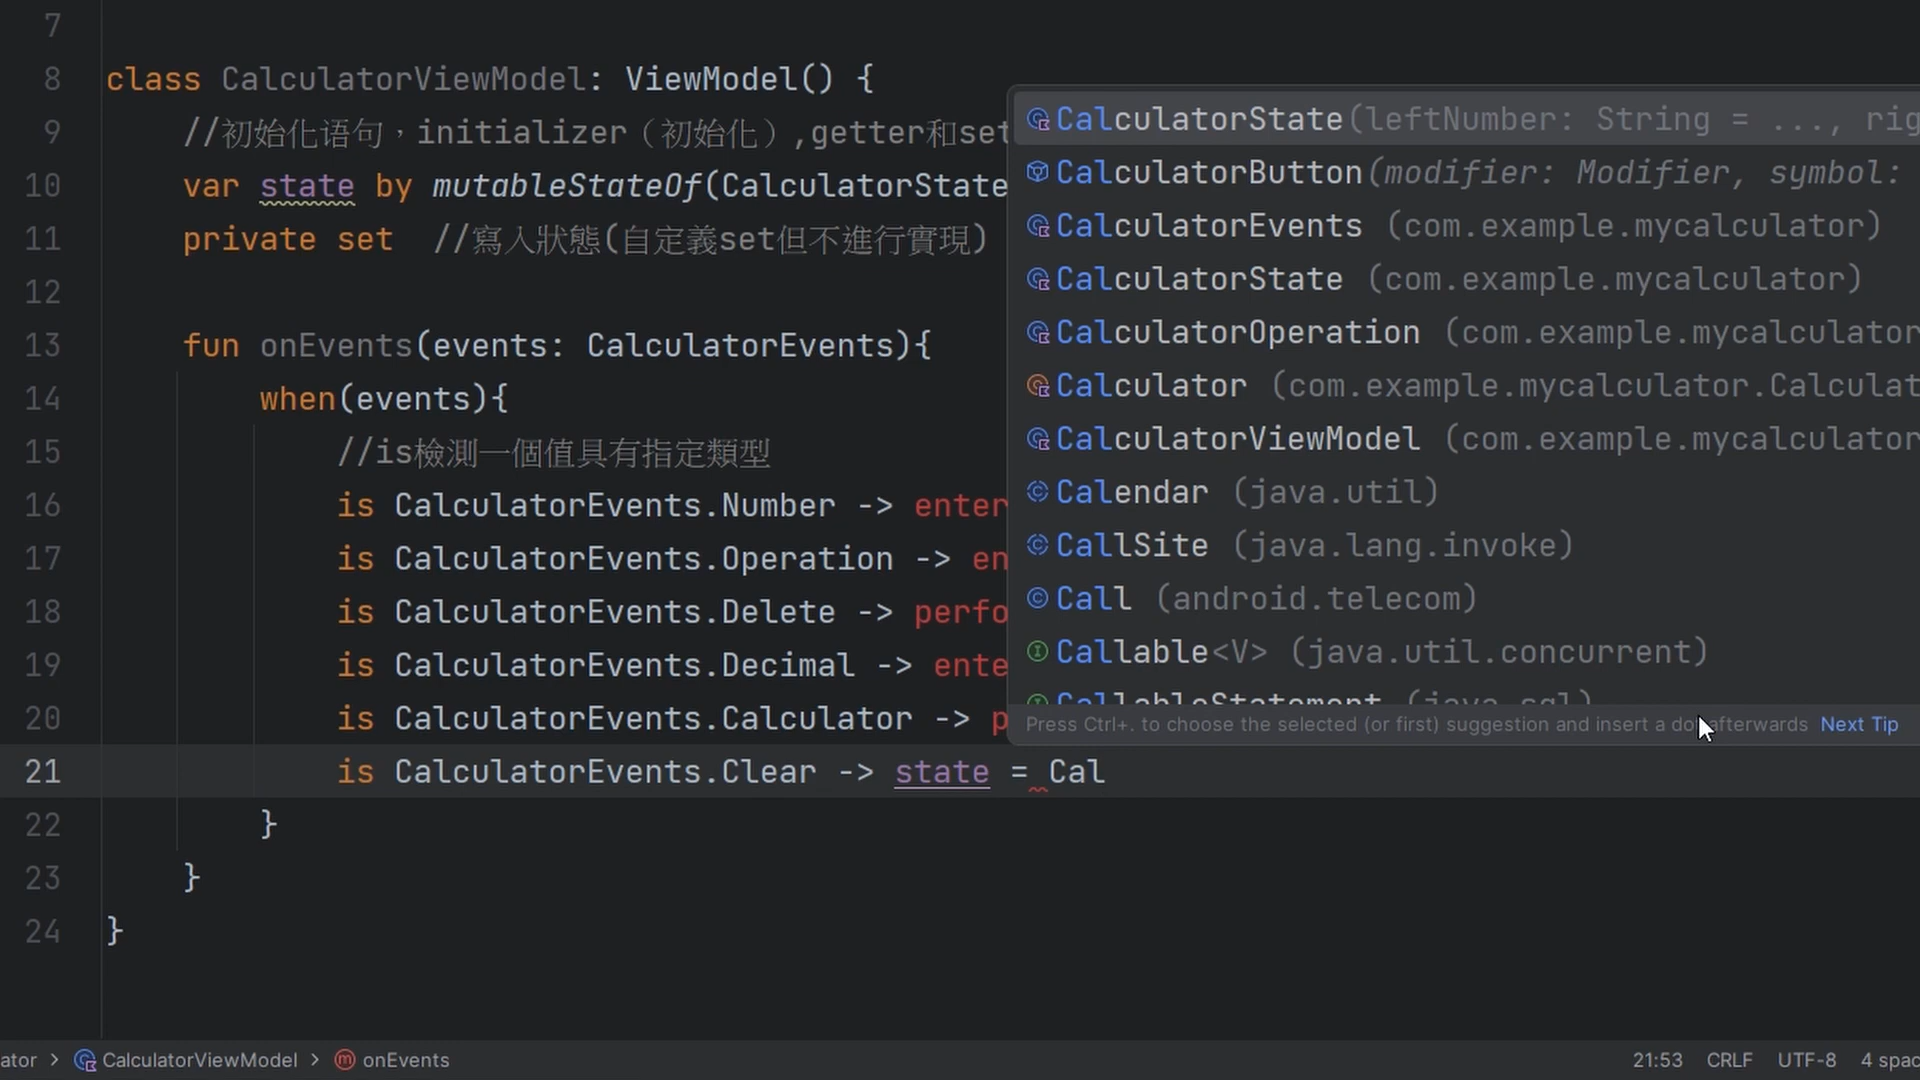 7
8 class CalculatorViewModel: ViewModel() {
9 //初始化语句，initializer（初始化）,getter和set
10 var state by mutableStateOf(CalculatorState
11 private set //寫入狀態(自定義set但不進行實現)
12
13 fun onEvents(events: CalculatorEvents){
14 when(events){
15 //is檢測一個值具有指定類型
16 is CalculatorEvents.Number -> enter
17 is CalculatorEvents.Operation -> en
18 is CalculatorEvents.Delete -> perfo
19 is CalculatorEvents.Decimal -> ente
20 is CalculatorEvents.Calculator -> p
21 is CalculatorEvents.Clear -> state = Cal
22 }
23 }
24 }
CalculatorState(leftNumber: String = ..., rig
CalculatorButton(modifier: Modifier, symbol:
CalculatorEvents (com.example.mycalculator)
CalculatorState (com.example.mycalculator)
CalculatorOperation (com.example.mycalculator
Calculator (com.example.mycalculator.Calculat
CalculatorViewModel (com.example.mycalculator
Calendar (java.util)
CallSite (java.lang.invoke)
Call (android.telecom)
Callable<V> (java.util.concurrent)
CallableStatement (java.sql)
Press Ctrl+. to choose the selected (or first) suggestion and insert a dot afterwards Next Tip
ator > CalculatorViewModel > onEvents
21:53 CRLF UTF-8 4 spac